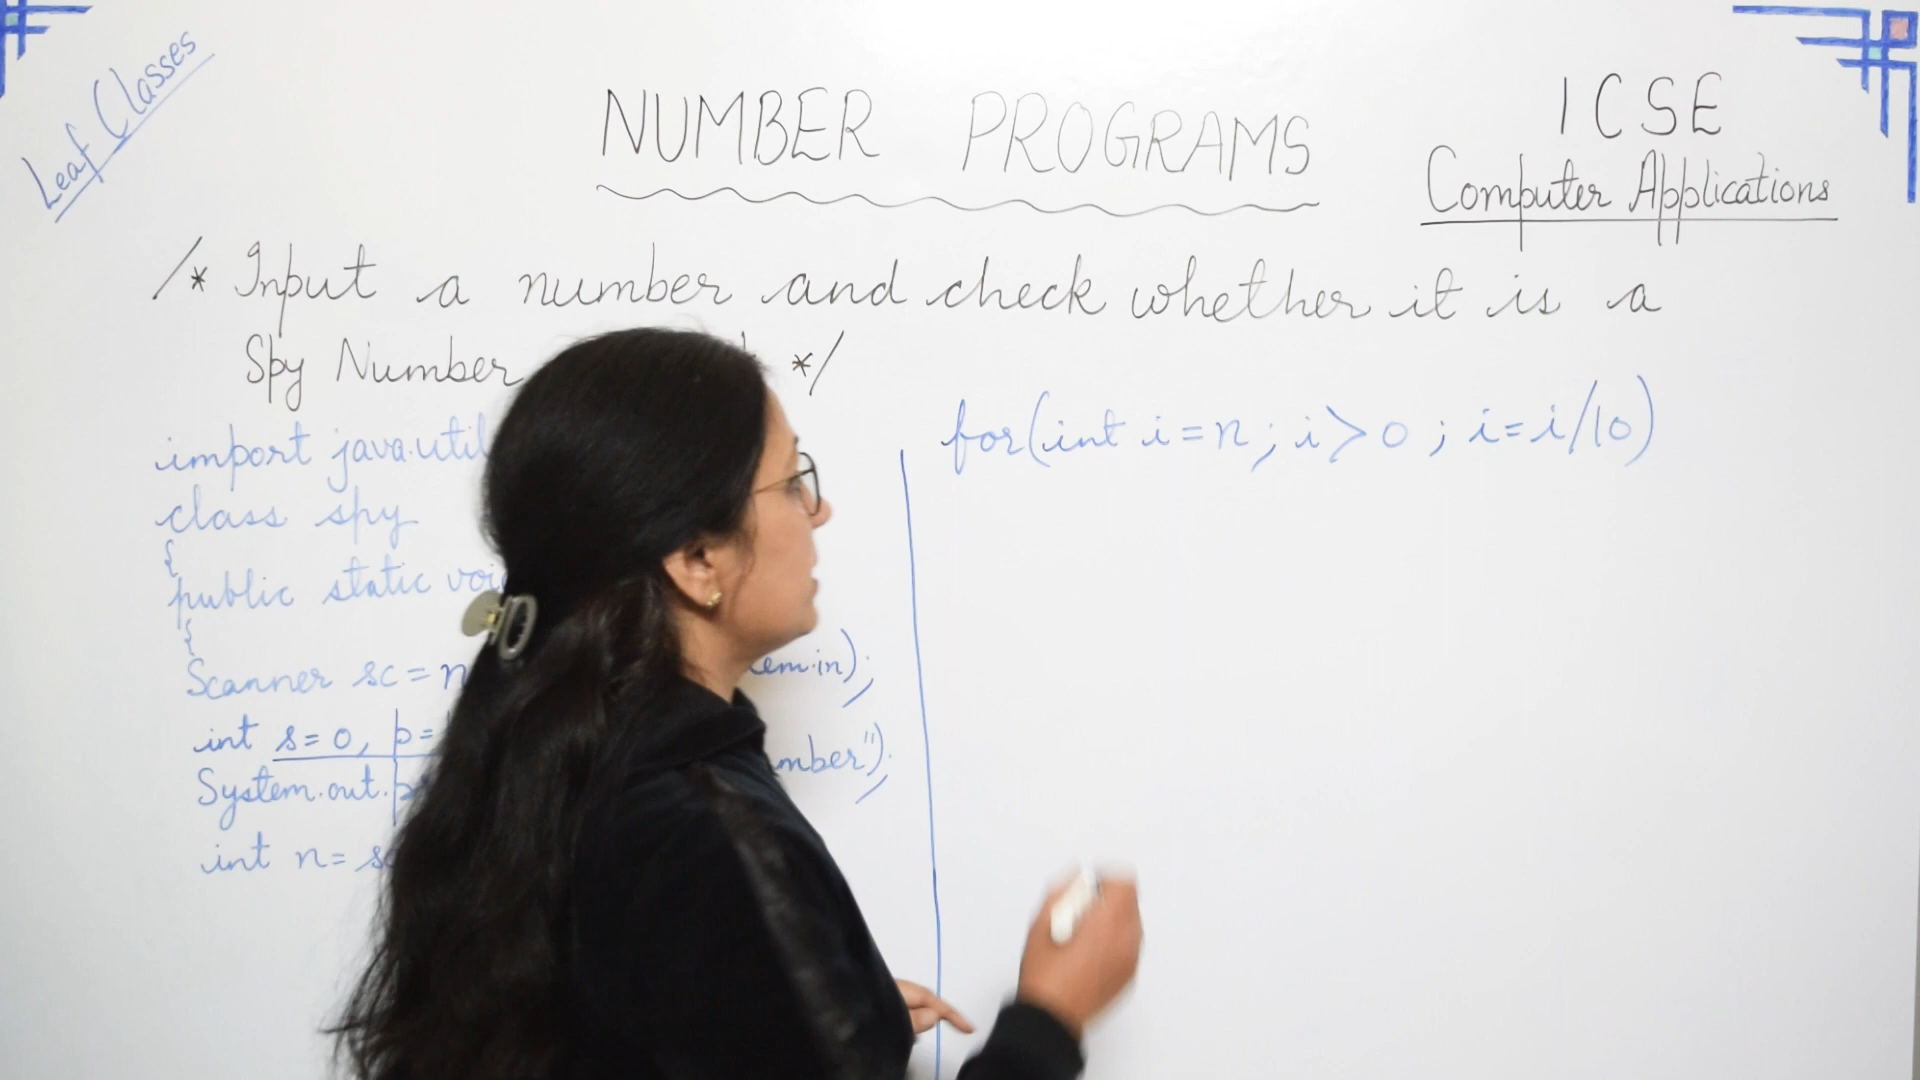 Leaf Classes
NUMBER PROGRAMS
ICSE
Computer Applications
/* Input a number and check whether it is a
Spy Number */
import java.util
class spy
{
public static
{
Scanner sc =
int s=0, p=
System.out.
int n=
for(int i=n; i>0; i=i/10)